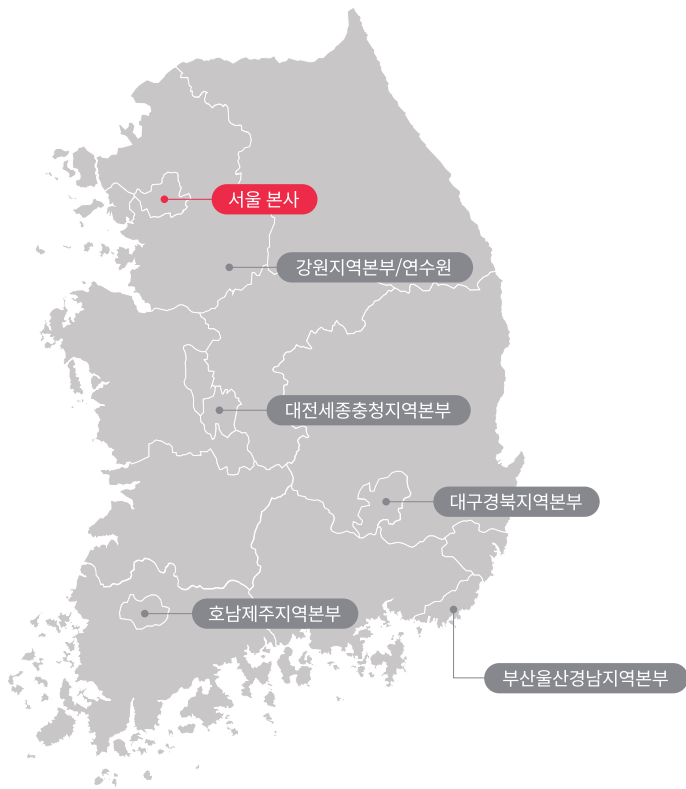 서울 본사
강원지역본부/연수원
대전세종충청지역본부
대구경북지역본부
호남제주지역본부
부산울산경남지역본부